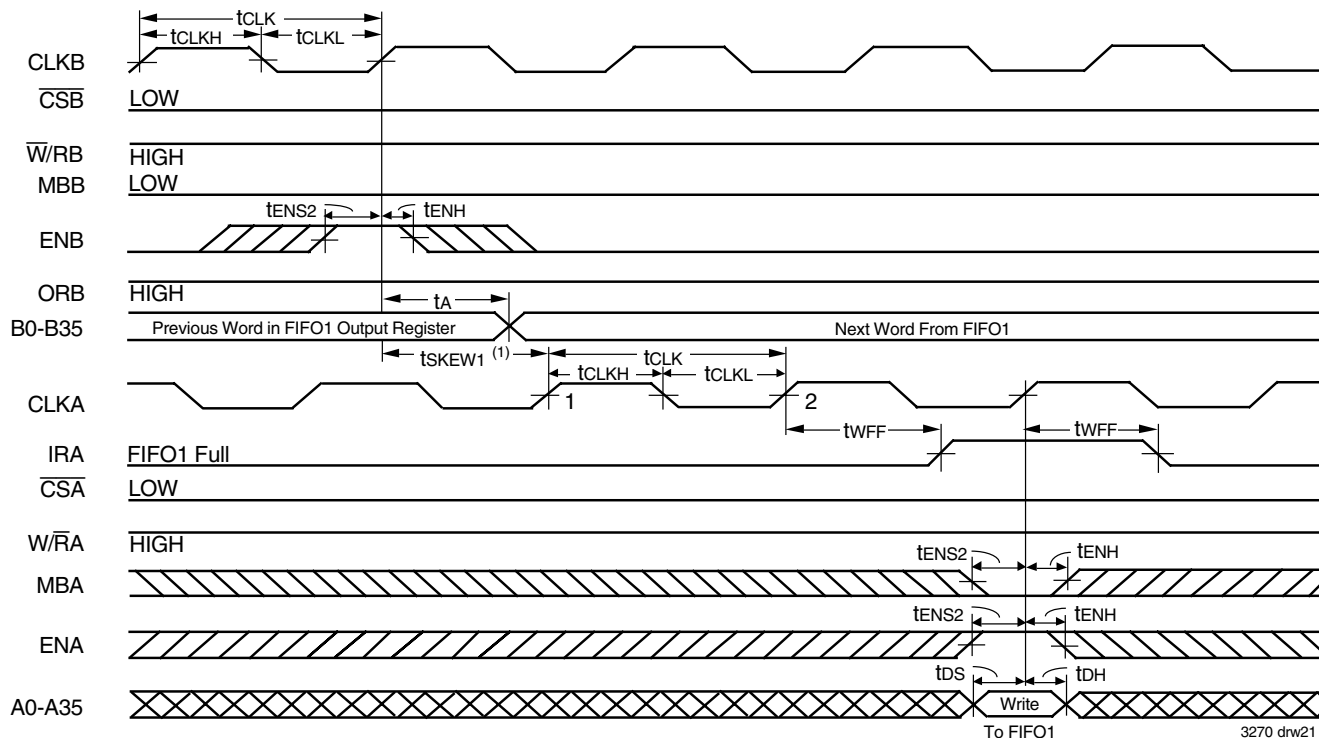 tCLK
tCLKH tCLKL
CLKB
CSB LOW
W/RB HIGH
MBB LOW
tENS2 tENH
ENB
ORB HIGH
tA
B0-B35 Previous Word in FIFO1 Output Register Next Word From FIFO1
tSKEW1 (1) tCLK
tCLKH tCLKL
CLKA 1 2
tWFF tWFF
IRA FIFO1 Full
CSA LOW
W/RA HIGH
tENS2 tENH
MBA
tENS2 tENH
ENA
tDS tDH
A0-A35 Write
To FIFO1 3270 drw21